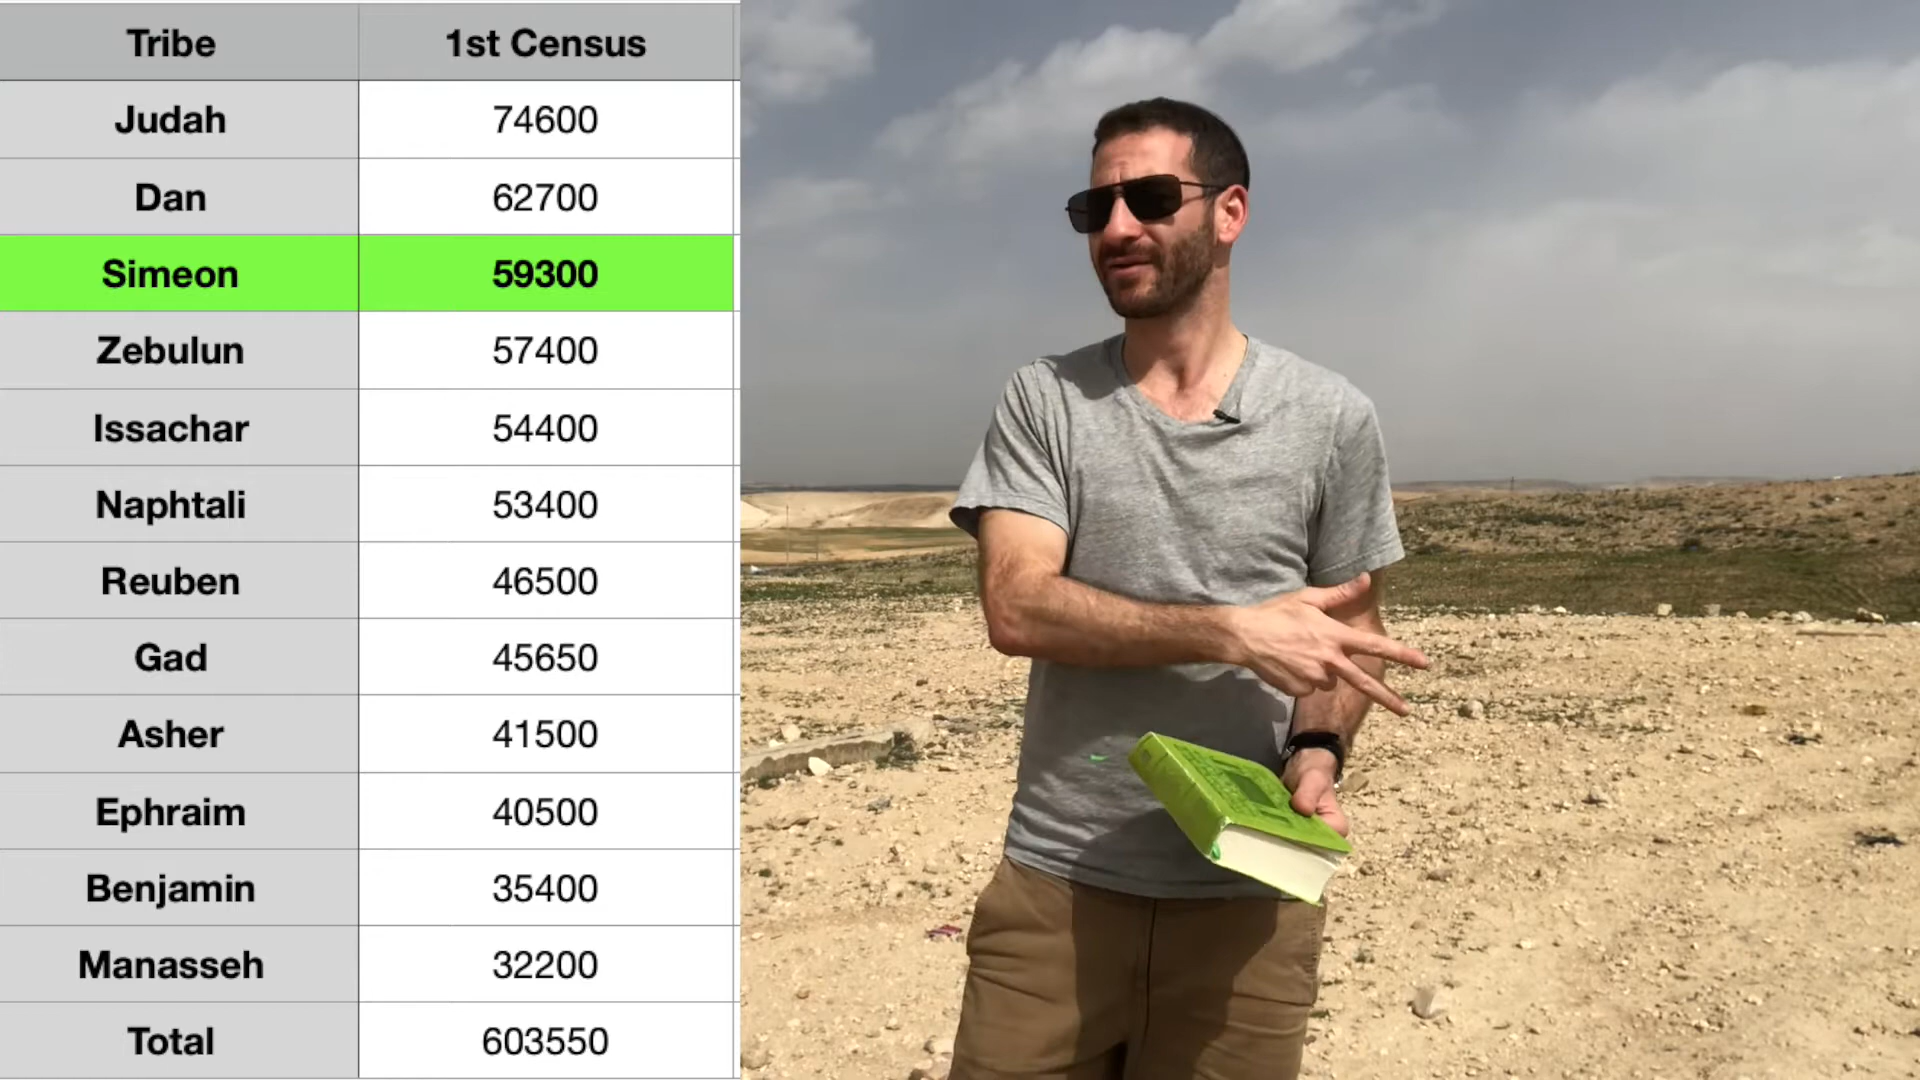 Tribe 1st Census
Judah 74600
Dan 62700
Simeon 59300
Zebulun 57400
Issachar 54400
Naphtali 53400
Reuben 46500
Gad 45650
Asher 41500
Ephraim 40500
Benjamin 35400
Manasseh 32200
Total 603550